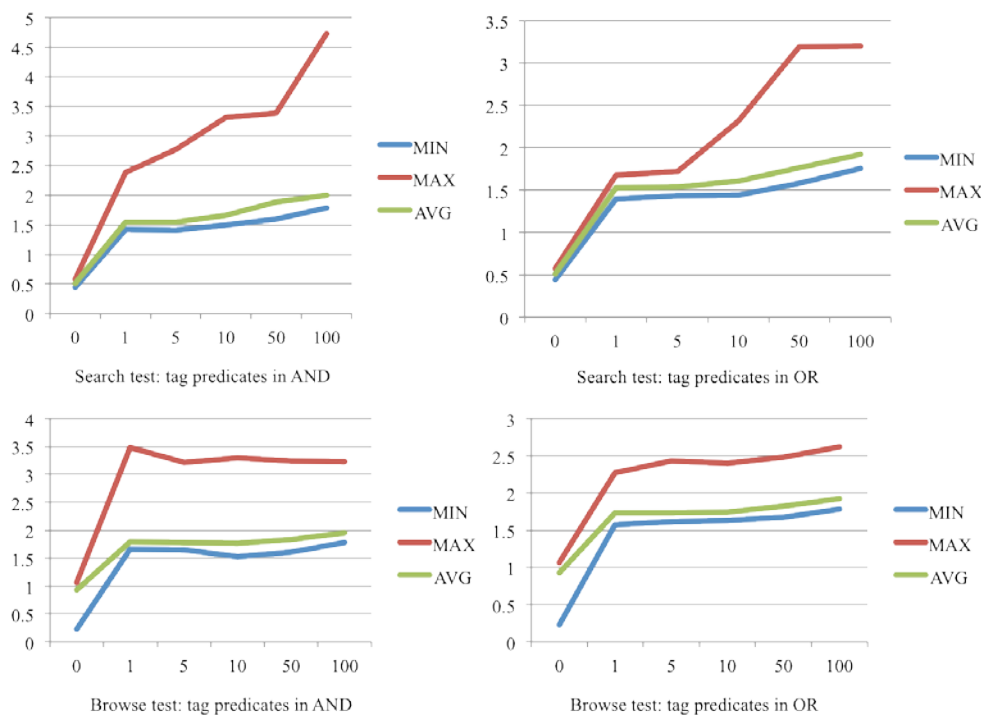 5
4.5
4
3.5
3
2.5
2
1.5
1
0.5
0
0 1 5 10 50 100
MIN
MAX
AVG
Search test: tag predicates in AND
3.5
3
2.5
2
1.5
1
0.5
0
0 1 5 10 50 100
MIN
MAX
AVG
Search test: tag predicates in OR
4
3.5
3
2.5
2
1.5
1
0.5
0
0 1 5 10 50 100
MIN
MAX
AVG
Browse test: tag predicates in AND
3
2.5
2
1.5
1
0.5
0
0 1 5 10 50 100
MIN
MAX
AVG
Browse test: tag predicates in OR